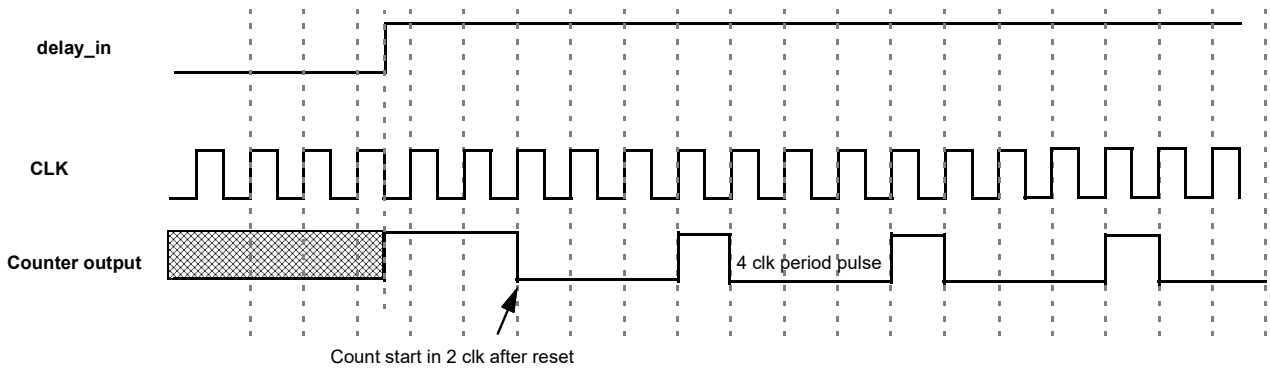 delay_in
CLK
Counter output
4 clk period pulse
Count start in 2 clk after reset